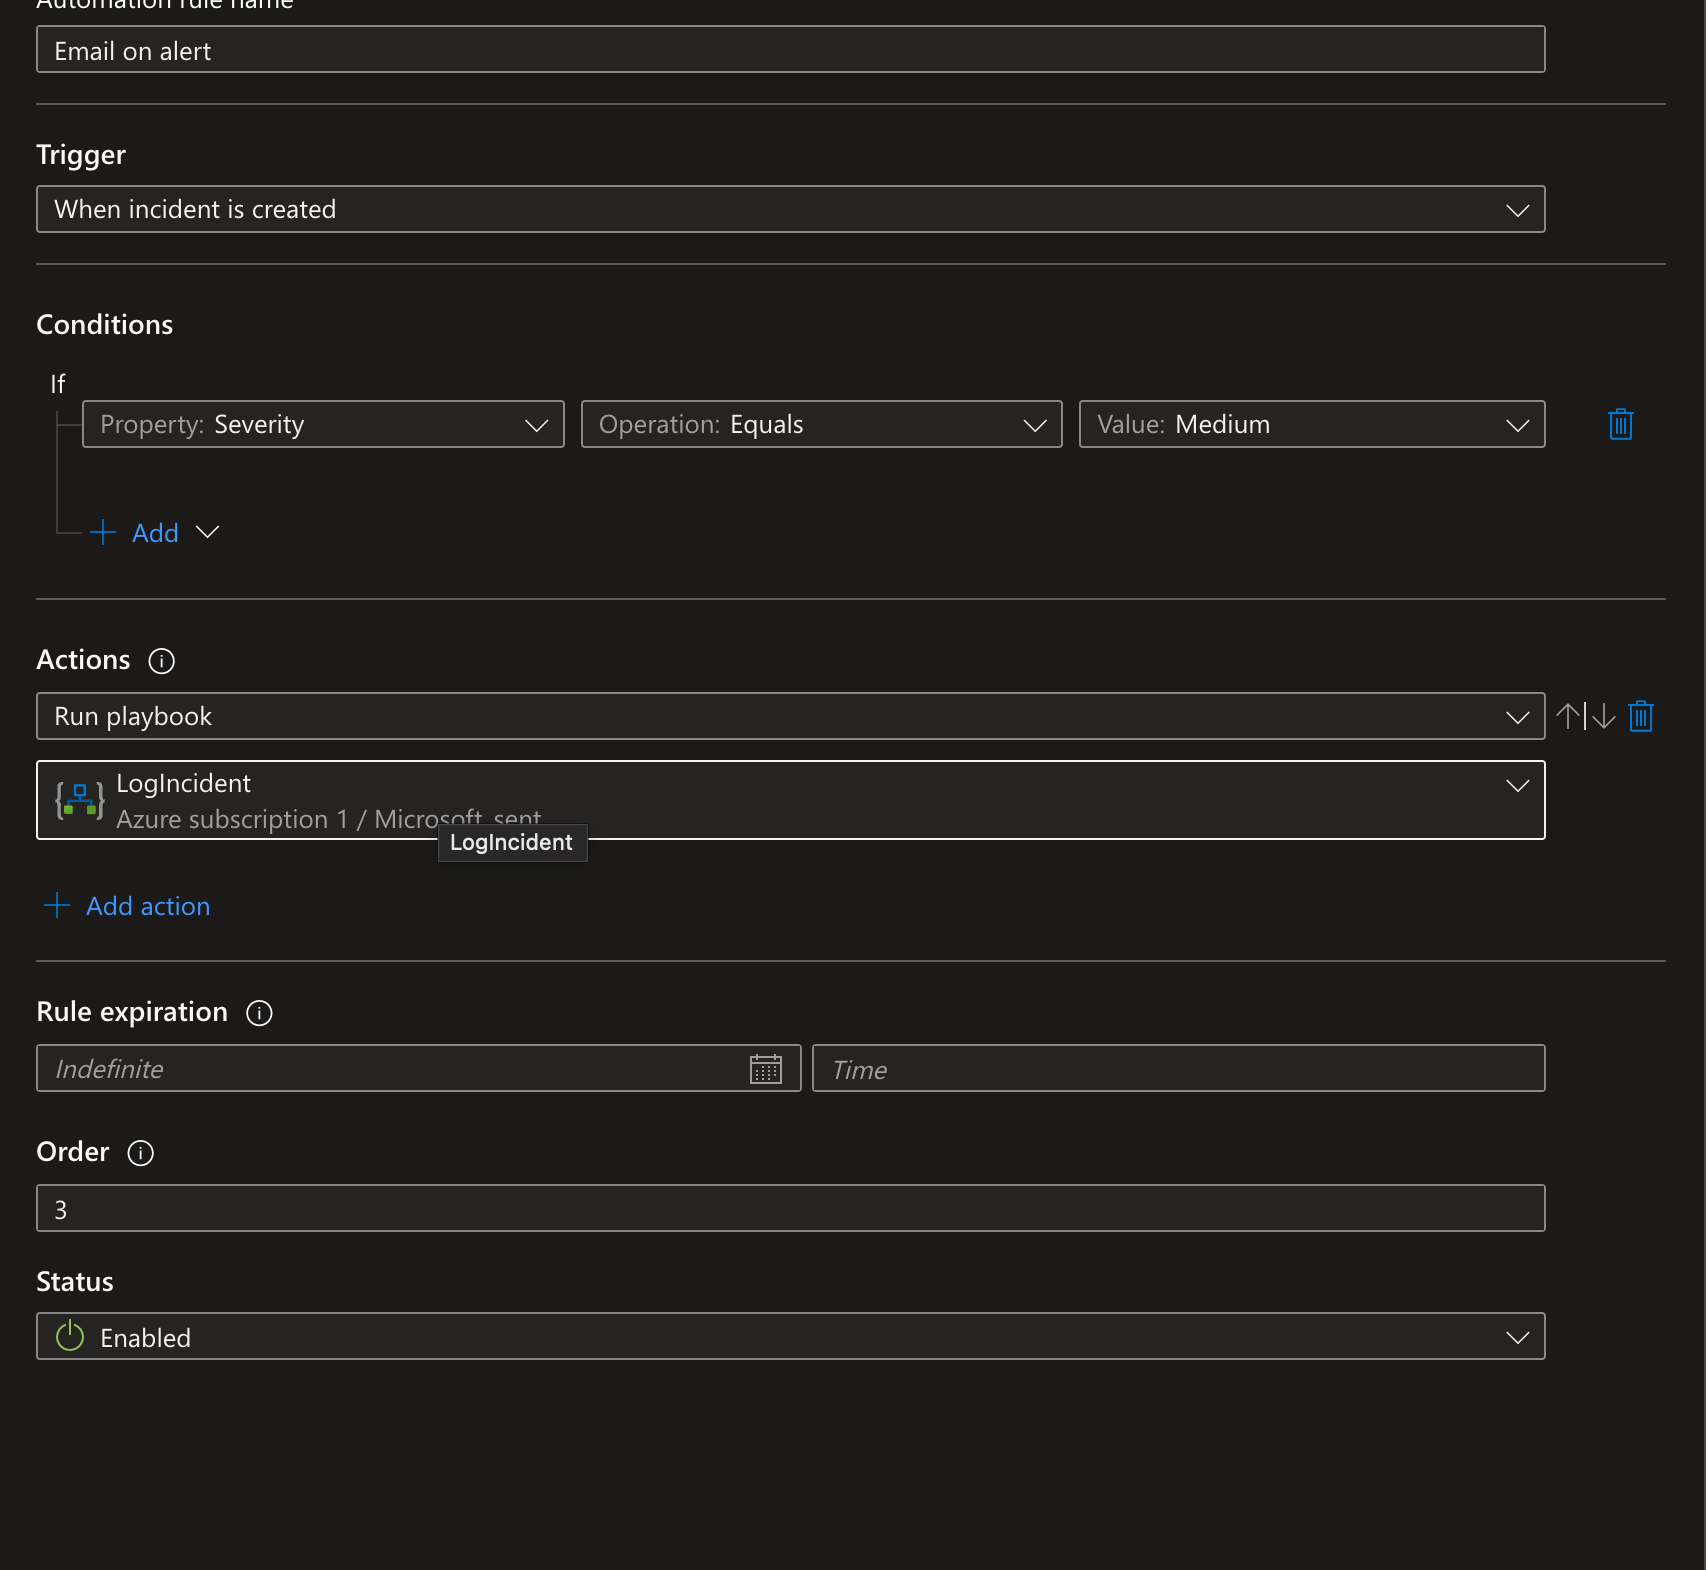 Automation rule name
Email on alert
Trigger
When incident is created
Conditions
If
Property: Severity
Operation: Equals
Value: Medium
Add
Actions
Run playbook
LogIncident
Azure subscription 1 / Microsoft_sent
LogIncident
Add action
Rule expiration
Indefinite
Time
Order
3
Status
Enabled